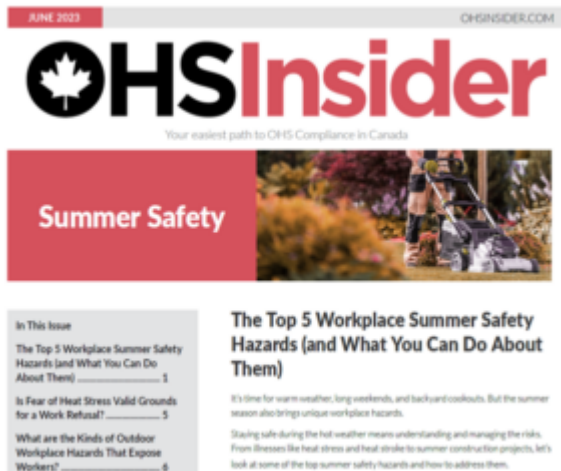 JUNE 2023
OHSINSIDER.COM
OHSInsider
Your easiest path to OHS Compliance in Canada
Summer Safety
In This Issue
The Top 5 Workplace Summer Safety
Hazards (and What You Can Do
About Them) 1
Is Fear of Heat Stress Valid Grounds
for a Work Refusal? 5
What are the Kinds of Outdoor
Workplace Hazards That Expose
Workers? 6
The Top 5 Workplace Summer Safety
Hazards (and What You Can Do About
Them)
It's time for warm weather, long weekends, and backyard cookouts. But the summer
season also brings unique workplace hazards.
Staying safe during the hot weather means understanding and managing the risks.
From illnesses like heat stress and heat stroke to summer construction projects, let's
look at some of the top summer safety hazards and how to address them.